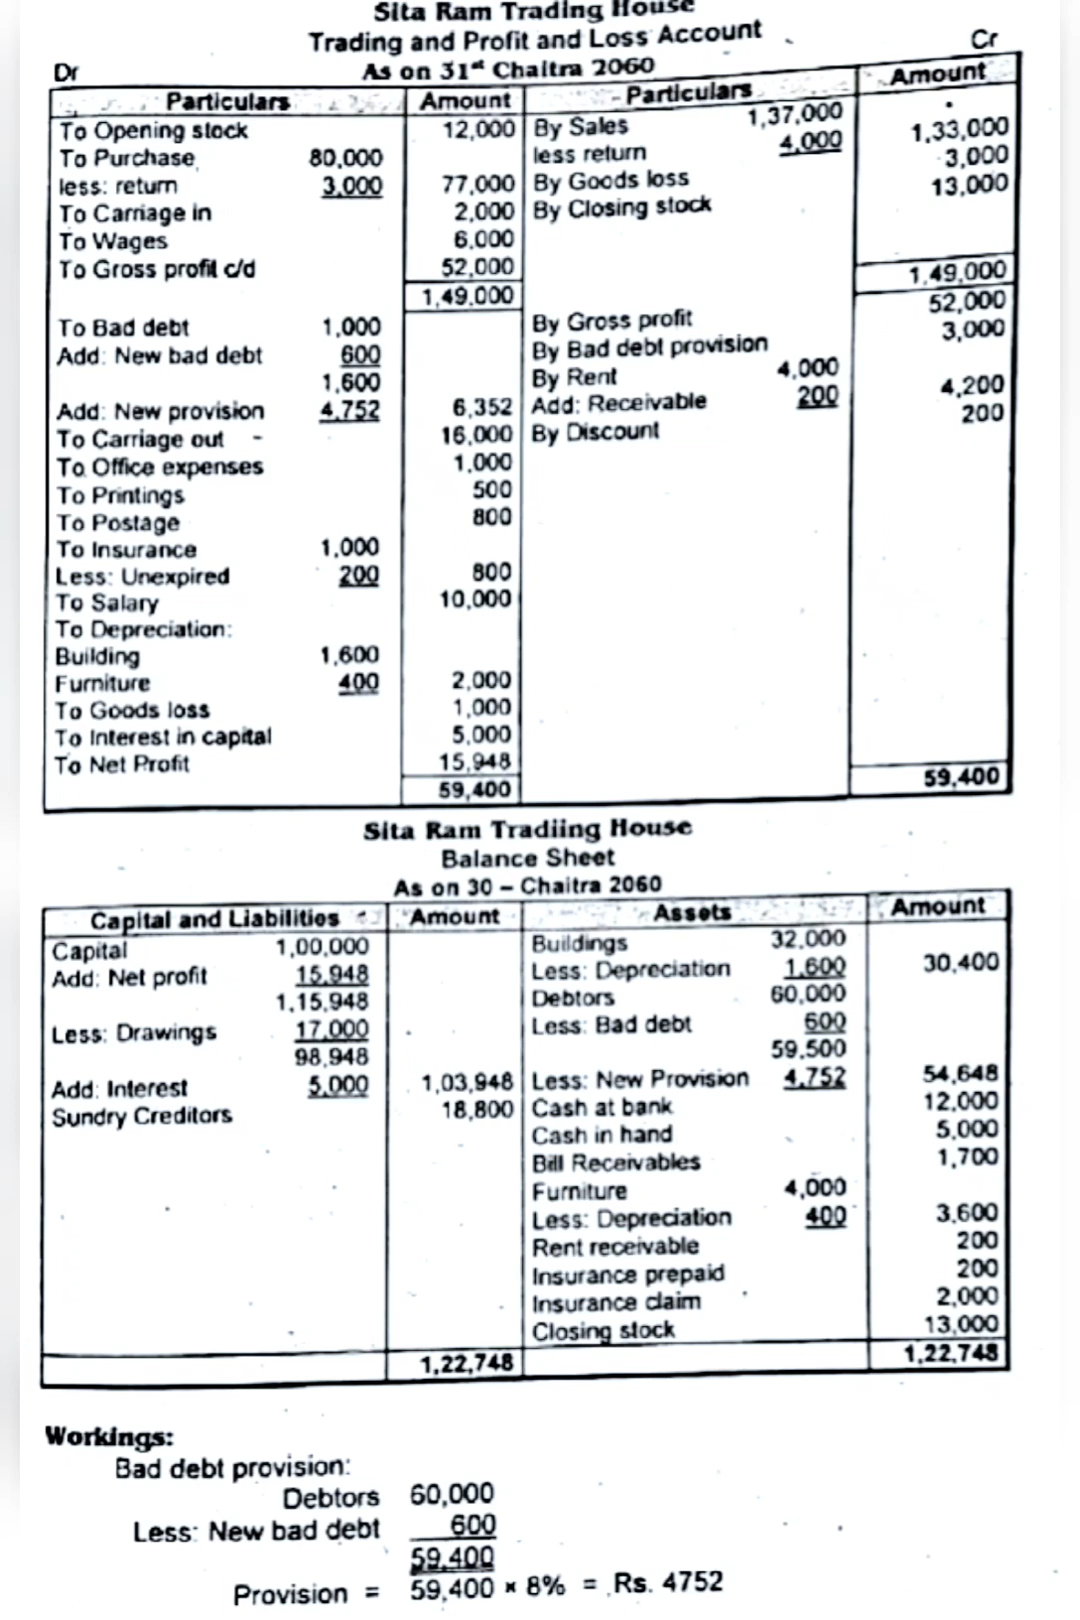 Sita Ram Trading House
Trading and Profit and Loss Account
As on 31st Chaitra 2060
Dr Cr
Particulars Amount Particulars Amount
To Opening stock 12,000 By Sales 1,37,000
To Purchase 80,000 less return 4,000 1,33,000
less: return 3,000 77,000 By Goods loss 3,000
To Carriage in 2,000 By Closing stock 13,000
To Wages 6,000
To Gross profit c/d 52,000
1,49,000 1,49,000
To Bad debt 1,000 By Gross profit 52,000
Add: New bad debt 600 By Bad debt provision 3,000
1,600 By Rent 4,000
Add: New provision 4,752 6,352 Add: Receivable 200 4,200
To Carriage out - 16,000 By Discount 200
To Office expenses 1,000
To Printings 500
To Postage 800
To Insurance 1,000
Less: Unexpired 200 800
To Salary 10,000
To Depreciation:
Building 1,600
Furniture 400 2,000
To Goods loss 1,000
To Interest in capital 5,000
To Net Profit 15,948
59,400 59,400
Sita Ram Tradiing House
Balance Sheet
As on 30 – Chaitra 2060
Capital and Liabilities Amount Assets Amount
Capital 1,00,000 Buildings 32,000
Add: Net profit 15,948 Less: Depreciation 1,600 30,400
1,15,948 Debtors 60,000
Less: Drawings 17,000 Less: Bad debt 600
98,948 59,500
Add: Interest 5,000 1,03,948 Less: New Provision 4,752 54,648
Sundry Creditors 18,800 Cash at bank 12,000
Cash in hand 5,000
Bill Receivables 1,700
Furniture 4,000
Less: Depreciation 400 3,600
Rent receivable 200
Insurance prepaid 200
Insurance claim 2,000
Closing stock 13,000
1,22,748 1,22,748
Workings:
Bad debt provision:
Debtors 60,000
Less: New bad debt 600
59,400
Provision = 59,400 × 8% = Rs. 4752